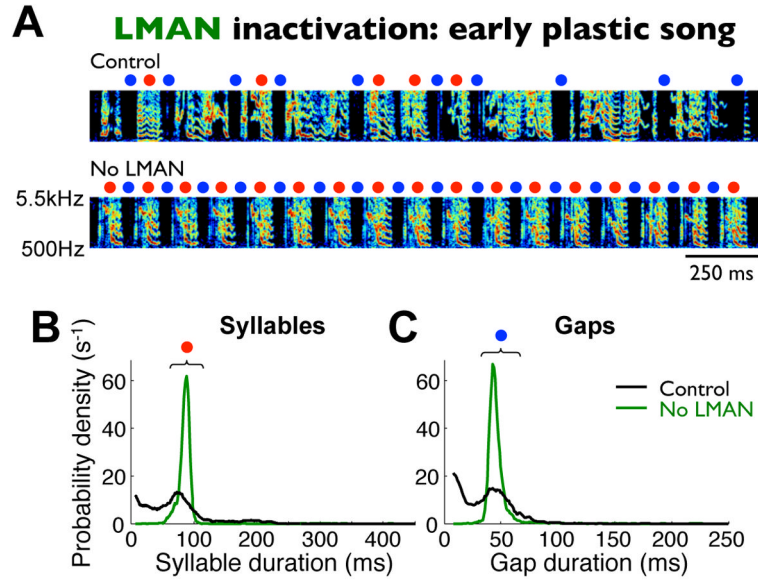 A
LMAN inactivation: early plastic song
Control
No LMAN
5.5kHz
500Hz
250 ms
B
Syllables
C
Gaps
Probability density (s⁻¹)
60
40
20
0
0
100
200
300
400
Syllable duration (ms)
60
40
20
0
0
50
100
150
200
250
Gap duration (ms)
Control
No LMAN